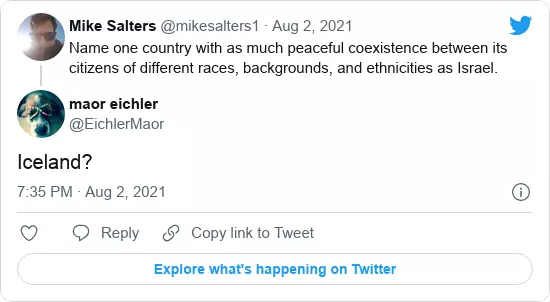 Mike Salters @mikesalters1 · Aug 2, 2021
Name one country with as much peaceful coexistence between its
citizens of different races, backgrounds, and ethnicities as Israel.
maor eichler
@EichlerMaor
Iceland?
7:35 PM · Aug 2, 2021
Reply
Copy link to Tweet
Explore what's happening on Twitter